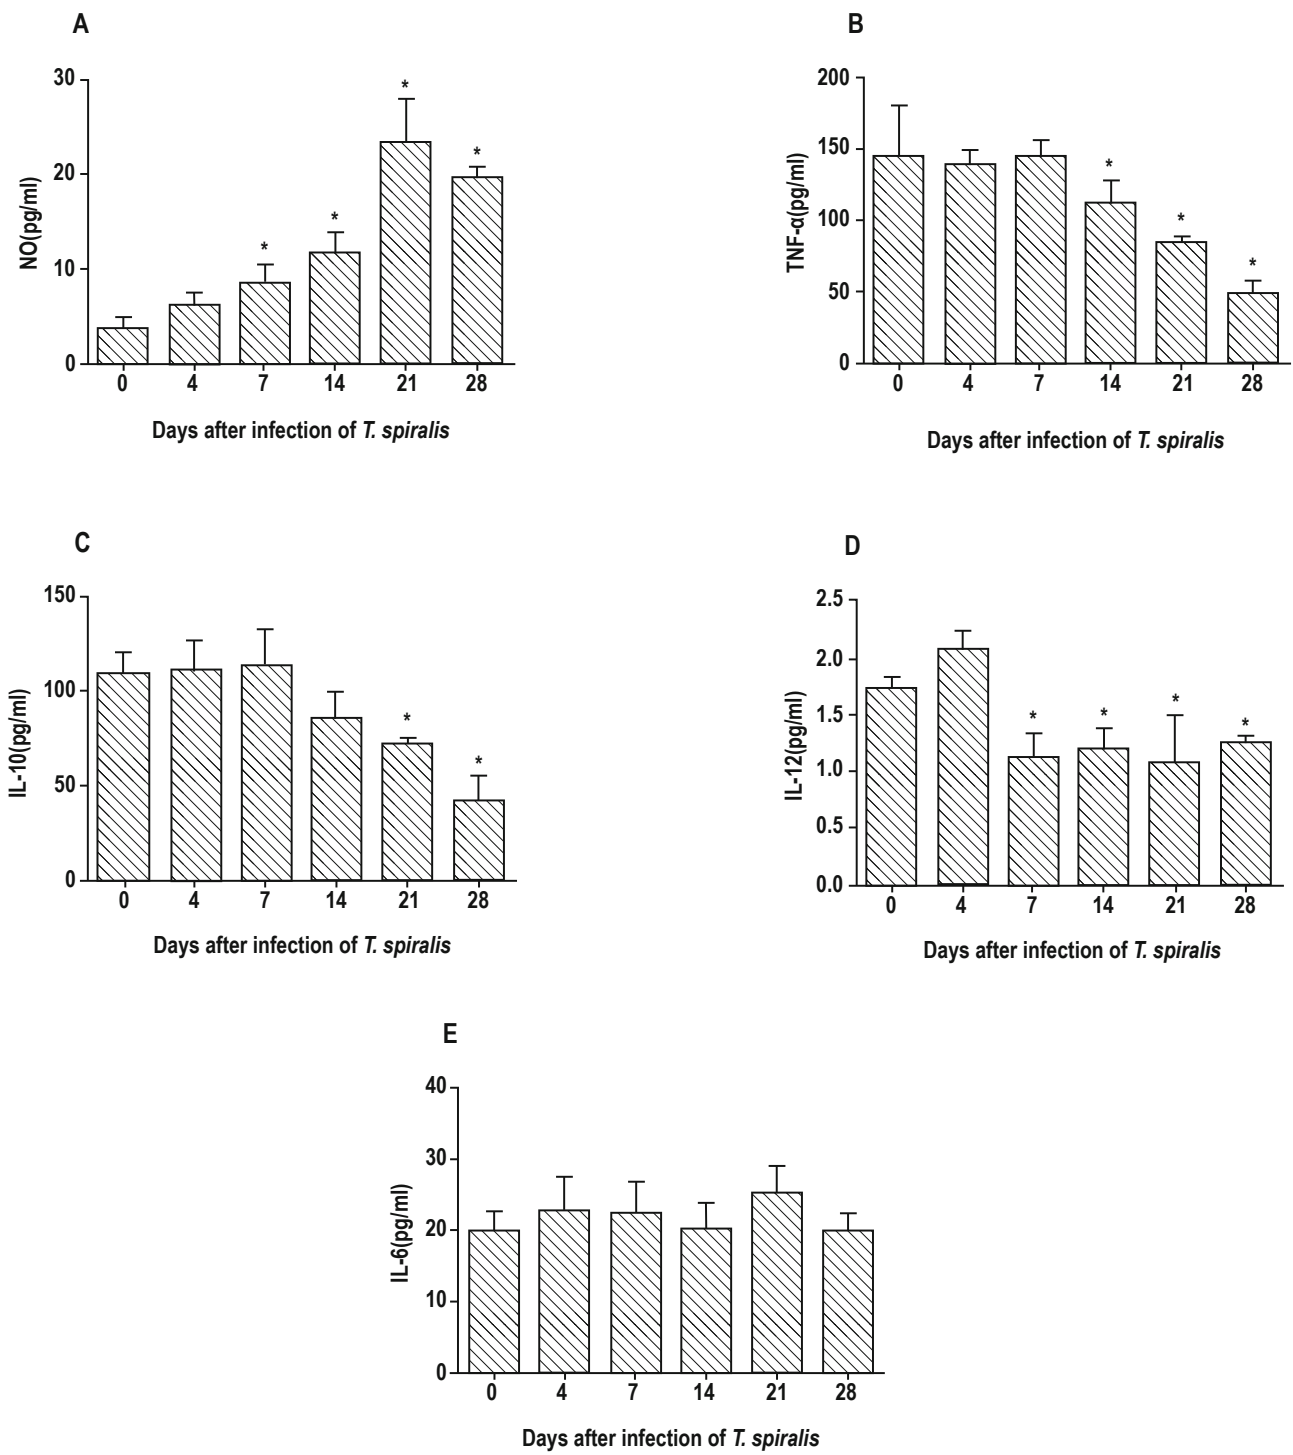 A
30
20
10
0
NO(pg/ml)
* * * *
0 4 7 14 21 28
Days after infection of T. spiralis
B
200
150
100
50
0
TNF-α(pg/ml)
* * *
0 4 7 14 21 28
Days after infection of T. spiralis
C
150
100
50
0
IL-10(pg/ml)
* *
0 4 7 14 21 28
Days after infection of T. spiralis
D
2.5
2.0
1.5
1.0
0.5
0.0
IL-12(pg/ml)
* * * *
0 4 7 14 21 28
Days after infection of T. spiralis
E
40
30
20
10
0
IL-6(pg/ml)
0 4 7 14 21 28
Days after infection of T. spiralis